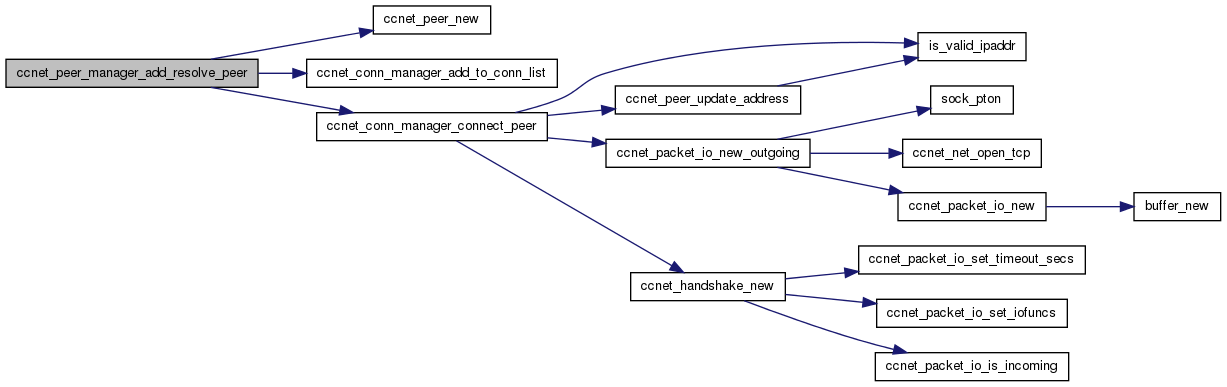 ccnet_peer_new
is_valid_ipaddr
ccnet_peer_manager_add_resolve_peer
ccnet_conn_manager_add_to_conn_list
ccnet_peer_update_address
sock_pton
ccnet_conn_manager_connect_peer
ccnet_packet_io_new_outgoing
ccnet_net_open_tcp
ccnet_packet_io_new
buffer_new
ccnet_packet_io_set_timeout_secs
ccnet_handshake_new
ccnet_packet_io_set_iofuncs
ccnet_packet_io_is_incoming